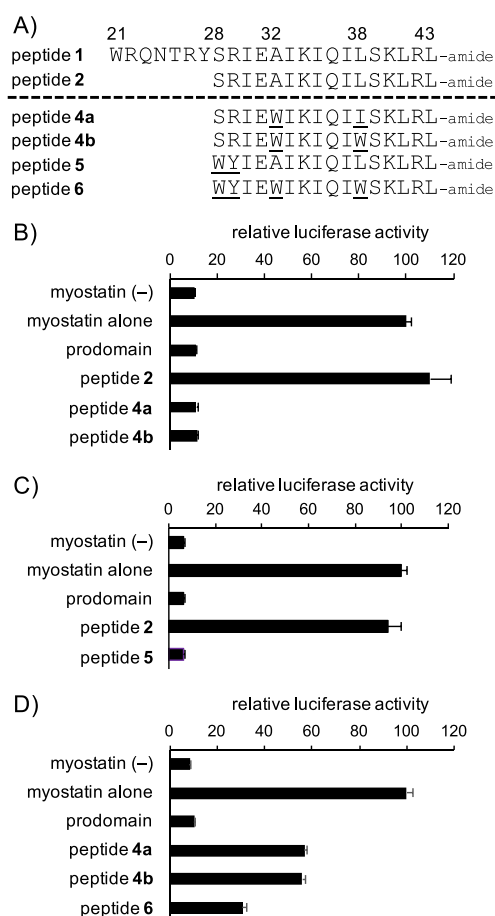 A)
21 28 32 38 43
peptide 1 WRQNTRYSRIEAIKIQILSKLRL-amide
peptide 2 SRIEAIKIQILSKLRL-amide
peptide 4a SRIEWIKIQIISKLRL-amide
peptide 4b SRIEWIKIQIWSKLRL-amide
peptide 5 WYIEAIKIQILSKLRL-amide
peptide 6 WYIEWIKIQIWSKLRL-amide
B)
relative luciferase activity
0 20 40 60 80 100 120
myostatin (–)
myostatin alone
prodomain
peptide 2
peptide 4a
peptide 4b
C)
relative luciferase activity
0 20 40 60 80 100 120
myostatin (–)
myostatin alone
prodomain
peptide 2
peptide 5
D)
relative luciferase activity
0 20 40 60 80 100 120
myostatin (–)
myostatin alone
prodomain
peptide 4a
peptide 4b
peptide 6